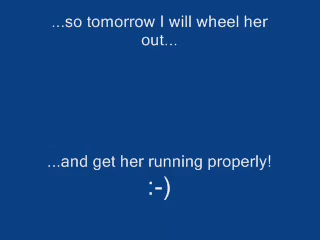 ...so tomorrow I will wheel her
out...
...and get her running properly!
:-)